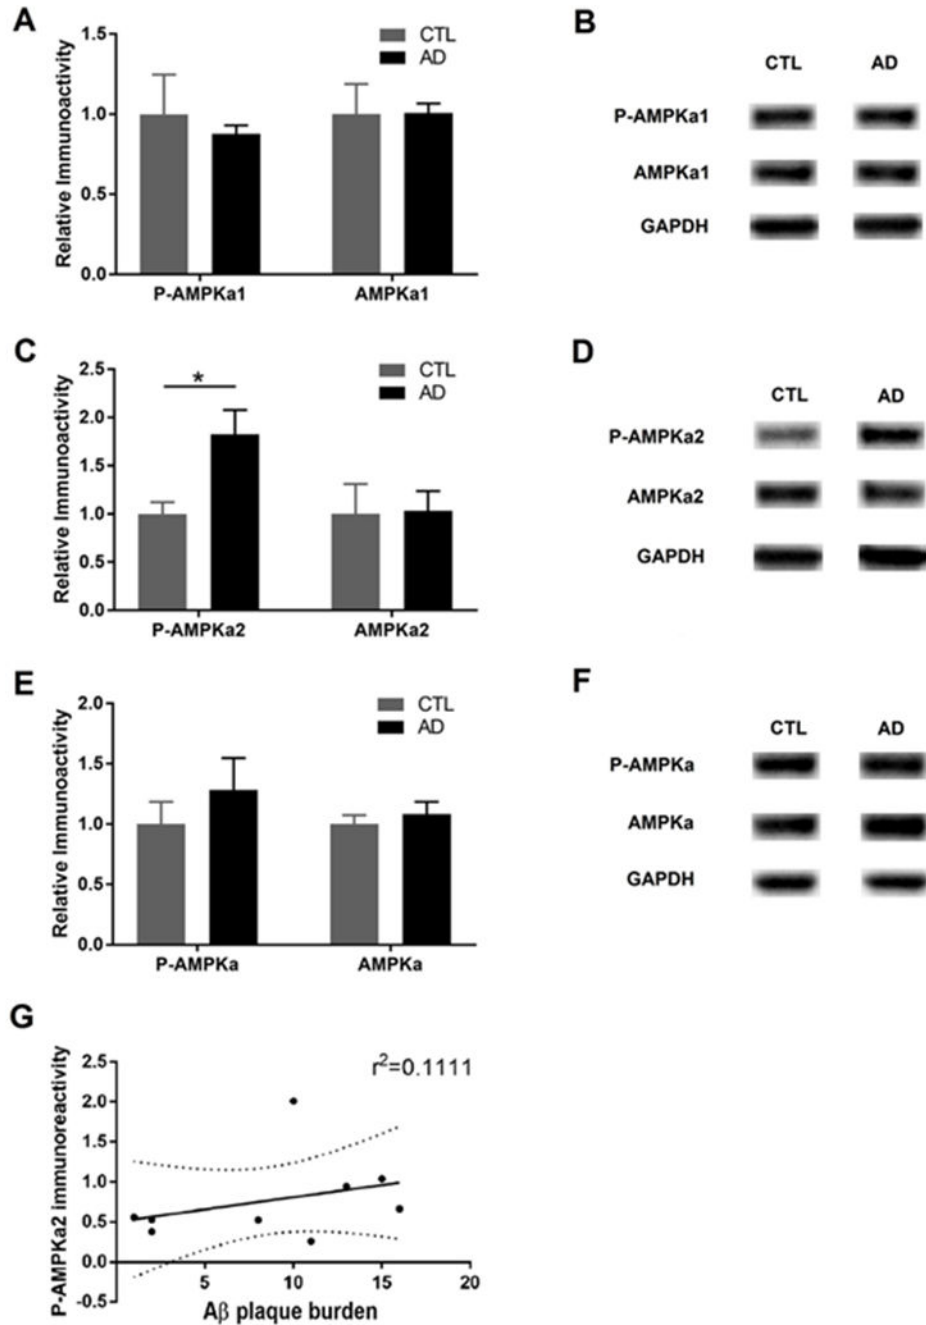 A
Relative Immunoactivity
1.5
1.0
0.5
0.0
CTL
AD
P-AMPKa1
AMPKa1
B
CTL
AD
P-AMPKa1
AMPKa1
GAPDH
C
Relative Immunoactivity
2.5
2.0
1.5
1.0
0.5
0.0
*
CTL
AD
P-AMPKa2
AMPKa2
D
CTL
AD
P-AMPKa2
AMPKa2
GAPDH
E
Relative Immunoactivity
2.0
1.5
1.0
0.5
0.0
CTL
AD
P-AMPKa
AMPKa
F
CTL
AD
P-AMPKa
AMPKa
GAPDH
G
P-AMPKa2 immunoreactivity
2.5
2.0
1.5
1.0
0.5
0.0
-0.5
r²=0.1111
5
10
15
20
Aβ plaque burden